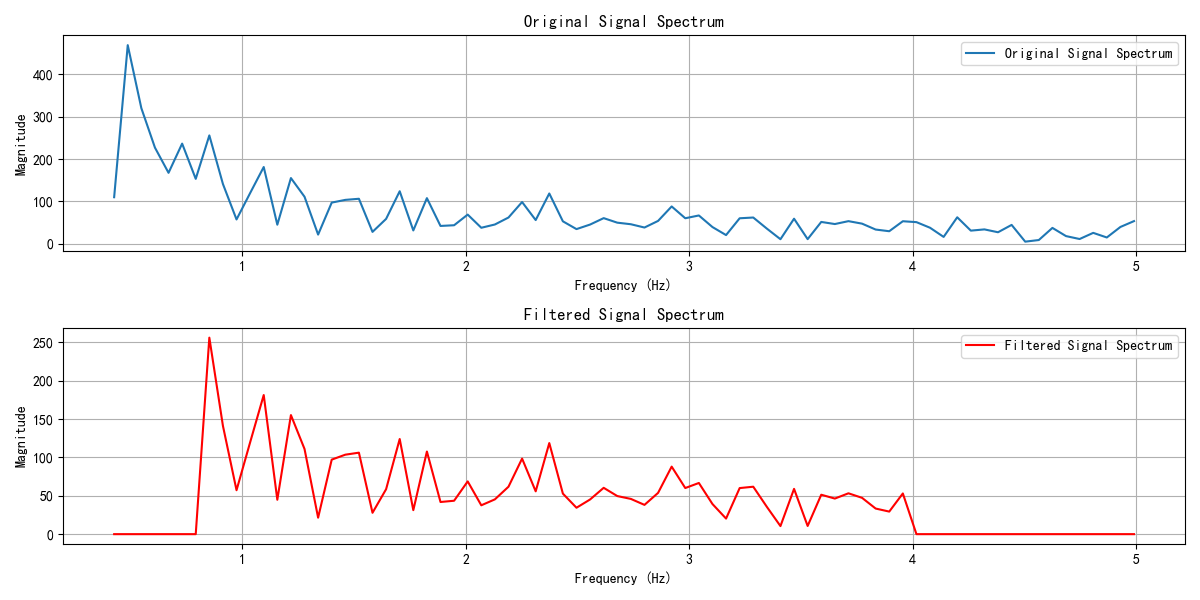 Original Signal Spectrum
Original Signal Spectrum
Magnitude
400
300
200
100
0
1 2 3 4 5
Frequency (Hz)
Filtered Signal Spectrum
Filtered Signal Spectrum
Magnitude
250
200
150
100
50
0
1 2 3 4 5
Frequency (Hz)